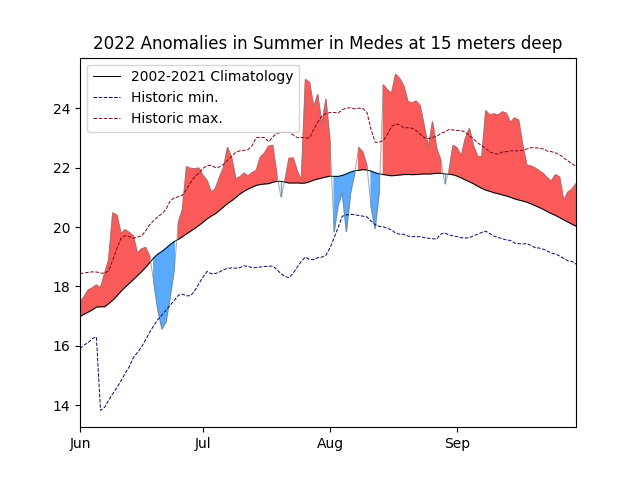 2022 Anomalies in Summer in Medes at 15 meters deep
2002-2021 Climatology
Historic min.
Historic max.
24
22
20
18
16
14
Jun Jul Aug Sep